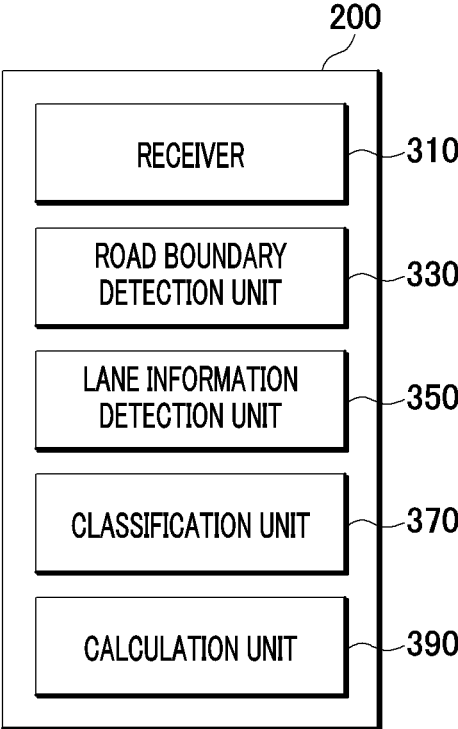 200
RECEIVER
310
ROAD BOUNDARY
DETECTION UNIT
330
LANE INFORMATION
DETECTION UNIT
350
CLASSIFICATION UNIT
370
CALCULATION UNIT
390